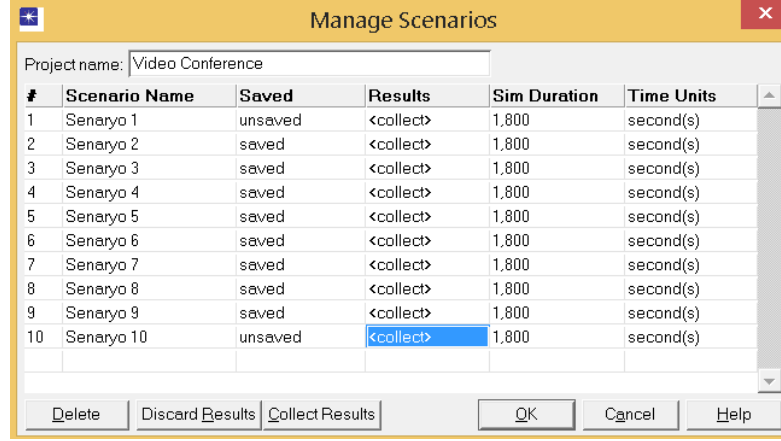 Manage Scenarios
Project name: Video Conference
# Scenario Name Saved Results Sim Duration Time Units
1 Senaryo 1 unsaved <collect> 1,800 second(s)
2 Senaryo 2 saved <collect> 1,800 second(s)
3 Senaryo 3 saved <collect> 1,800 second(s)
4 Senaryo 4 saved <collect> 1,800 second(s)
5 Senaryo 5 saved <collect> 1,800 second(s)
6 Senaryo 6 saved <collect> 1,800 second(s)
7 Senaryo 7 saved <collect> 1,800 second(s)
8 Senaryo 8 saved <collect> 1,800 second(s)
9 Senaryo 9 saved <collect> 1,800 second(s)
10 Senaryo 10 unsaved <collect> 1,800 second(s)
Delete Discard Results Collect Results OK Cancel Help